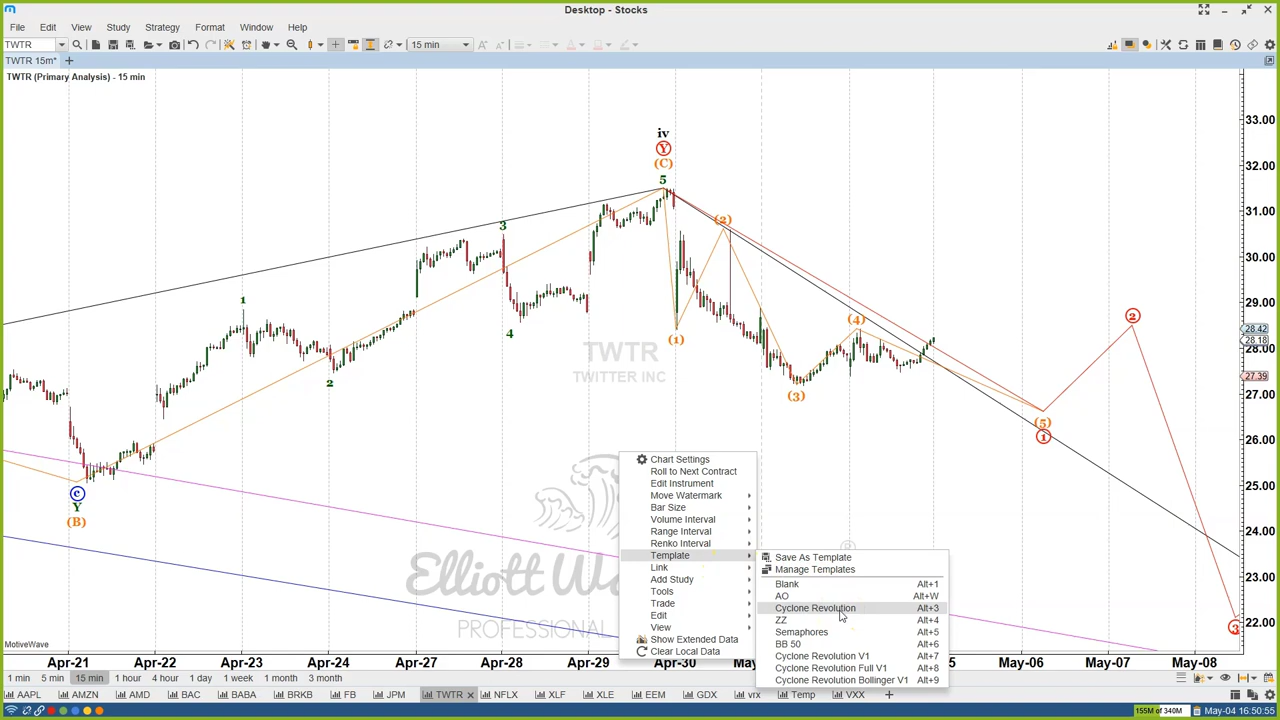 Desktop - Stocks
File Edit View Study Strategy Format Window Help
TWTR 15 min
TWTR 15m*
TWTR (Primary Analysis) - 15 min
33.00
32.00
31.00
30.00
29.00
28.42
28.18
28.00
27.39
27.00
26.00
25.00
24.00
23.00
22.00
iv
Y
(C)
5
3
1
2
4
(2)
(1)
(4)
(3)
2
(5)
1
3
c
Y
(B)
TWTR
TWITTER INC
Elliott W
PROFESSIONAL
®
Chart Settings
Roll to Next Contract
Edit Instrument
Move Watermark
Bar Size
Volume Interval
Range Interval
Renko Interval
Template
Link
Add Study
Tools
Trade
Edit
View
Show Extended Data
Clear Local Data
Save As Template
Manage Templates
Blank Alt+1
AO Alt+W
Cyclone Revolution Alt+3
ZZ Alt+4
Semaphores Alt+5
BB 50 Alt+6
Cyclone Revolution V1 Alt+7
Cyclone Revolution Full V1 Alt+8
Cyclone Revolution Bollinger V1 Alt+9
MotiveWave
Apr-21 Apr-22 Apr-23 Apr-24 Apr-27 Apr-28 Apr-29 Apr-30 May-06 May-07 May-08
1 min 5 min 15 min 1 hour 4 hour 1 day 1 week 1 month 3 month
AAPL AMZN AMD BAC BABA BRKB FB JPM TWTR NFLX XLF XLE EEM GDX vrx Temp VXX
155M of 340M May-04 16:50:55